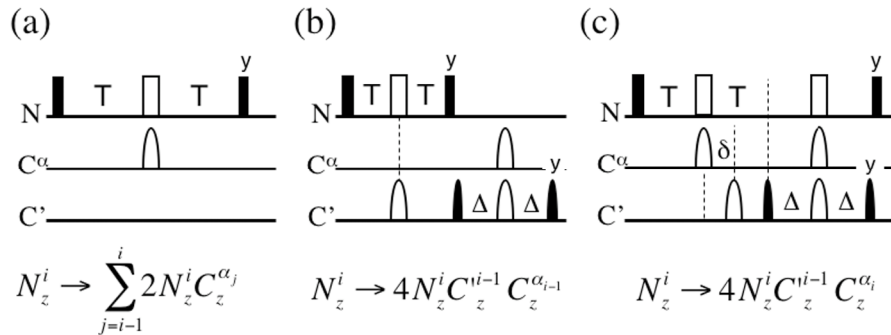 (a) (b) (c)
y y y
T T T T T T
N
Cα δ Cα Cα
y y
Δ Δ Δ Δ
C' C' C'
N_z^i → \sum_{j=i-1}^{i} 2N_z^i C_z^{α_j} N_z^i → 4N_z^i C'_z^{i-1} C_z^{α_{i-1}} N_z^i → 4N_z^i C'_z^{i-1} C_z^{α_i}